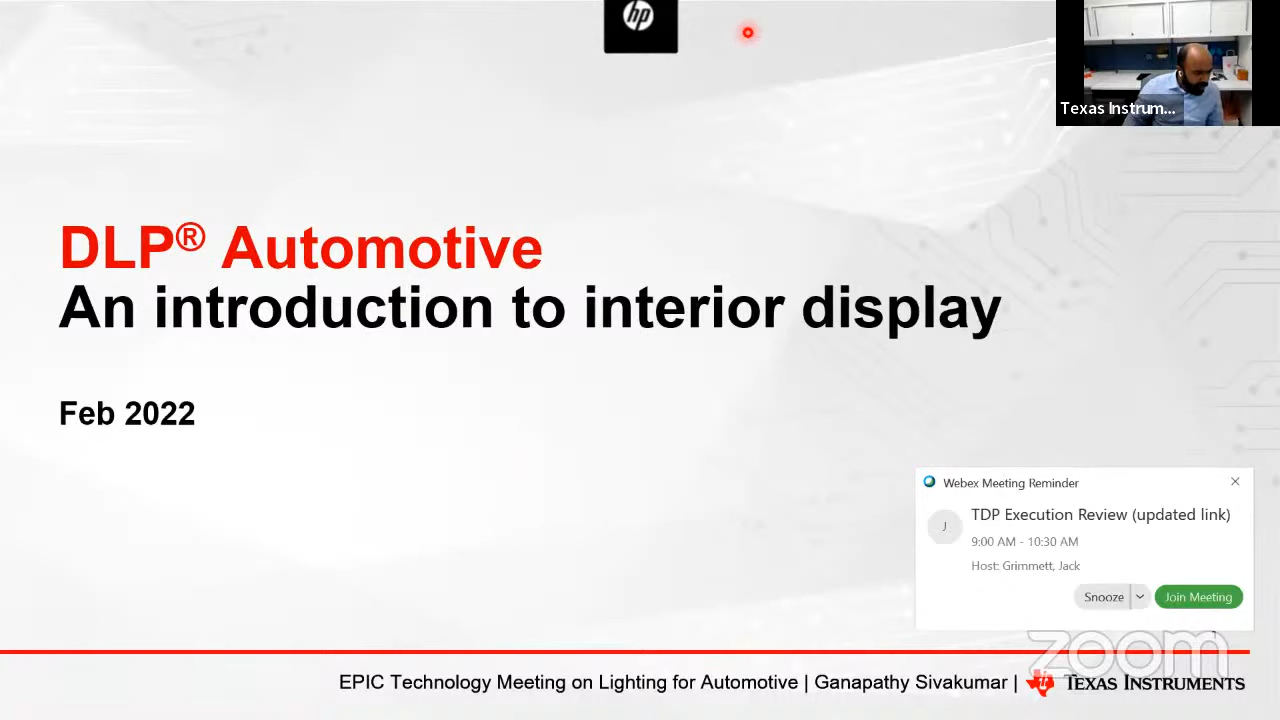 hp
Texas Instrum...
DLP® Automotive
An introduction to interior display
Feb 2022
Webex Meeting Reminder
J
TDP Execution Review (updated link)
9:00 AM - 10:30 AM
Host: Grimmett, Jack
Snooze
Join Meeting
zoom
EPIC Technology Meeting on Lighting for Automotive | Ganapathy Sivakumar |
TEXAS INSTRUMENTS